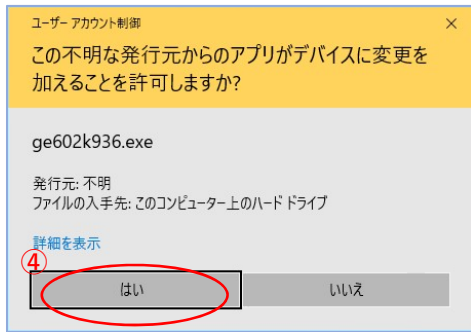 ユーザー アカウント制御
この不明な発行元からのアプリがデバイスに変更を
加えることを許可しますか?
ge602k936.exe
発行元: 不明
ファイルの入手先: このコンピューター上のハード ドライブ
詳細を表示
④
はい
いいえ